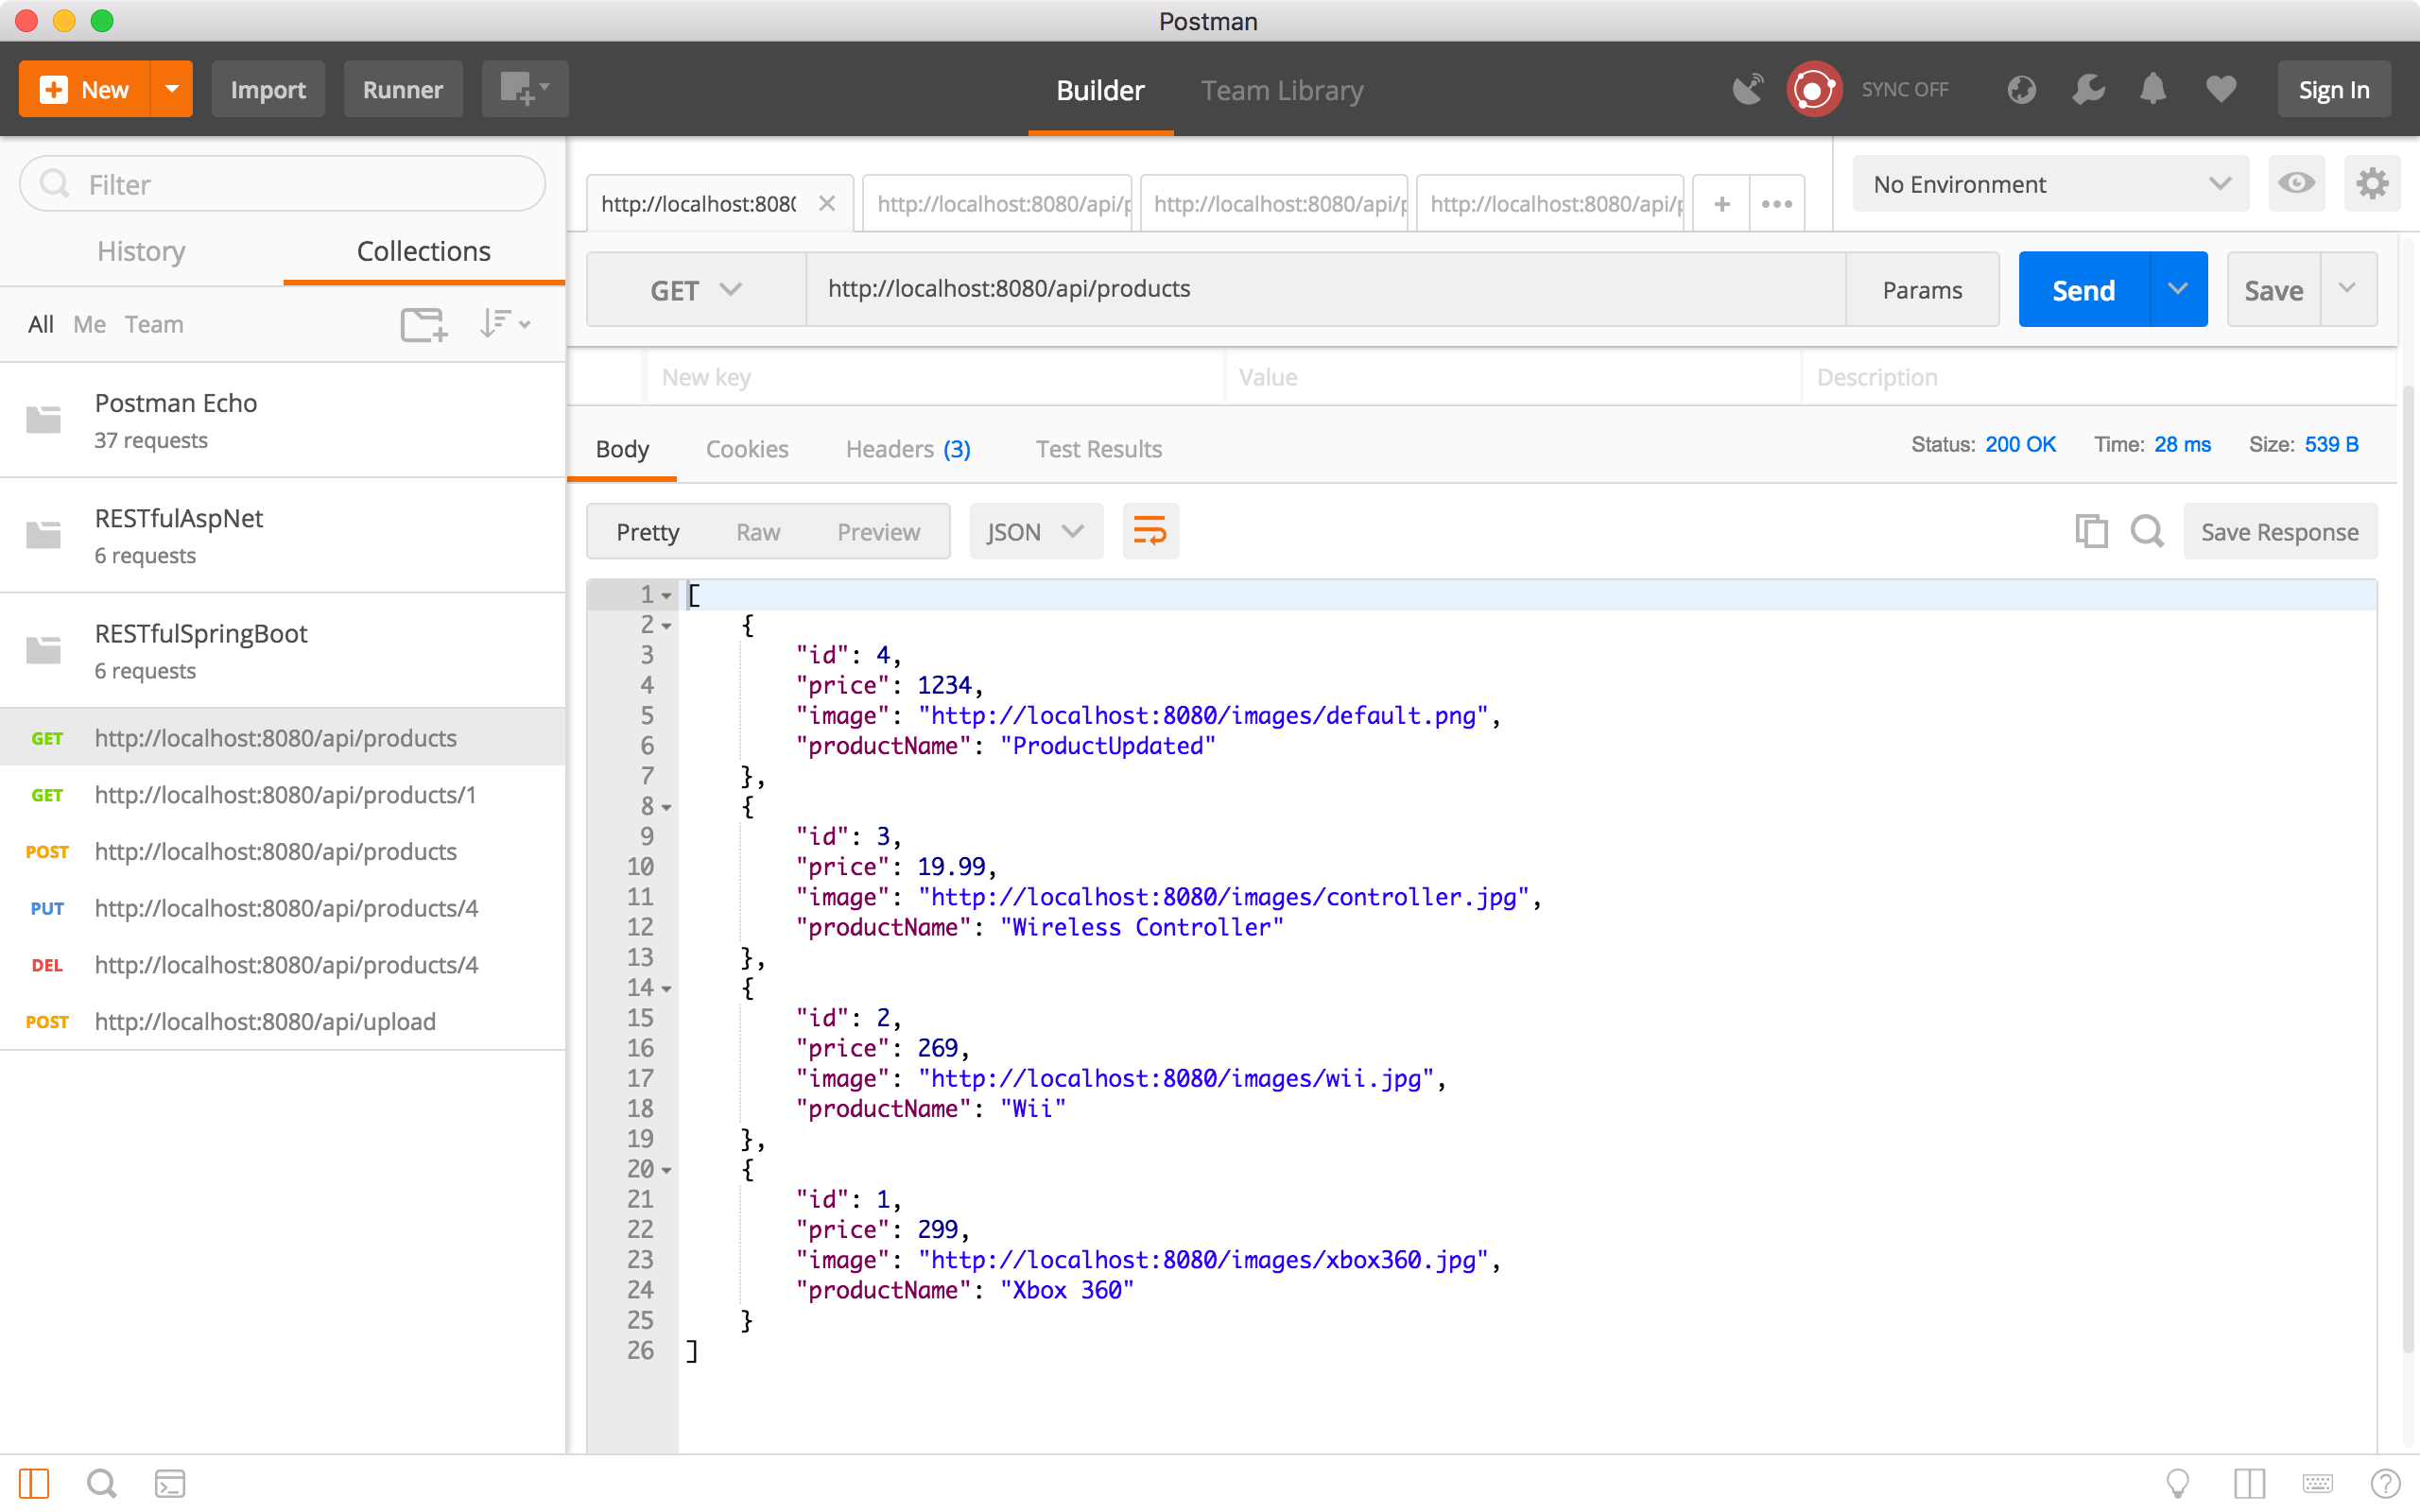 Postman
New Import Runner Builder Team Library SYNC OFF Sign In
Filter
History Collections
All Me Team
Postman Echo
37 requests
RESTfulAspNet
6 requests
RESTfulSpringBoot
6 requests
GET http://localhost:8080/api/products
GET http://localhost:8080/api/products/1
POST http://localhost:8080/api/products
PUT http://localhost:8080/api/products/4
DEL http://localhost:8080/api/products/4
POST http://localhost:8080/api/upload
http://localhost:8080 http://localhost:8080/api/p http://localhost:8080/api/p http://localhost:8080/api/p + ••• No Environment
GET http://localhost:8080/api/products Params Send Save
New key Value Description
Body Cookies Headers (3) Test Results Status: 200 OK Time: 28 ms Size: 539 B
Pretty Raw Preview JSON Save Response
1 [
2 {
3 "id": 4,
4 "price": 1234,
5 "image": "http://localhost:8080/images/default.png",
6 "productName": "ProductUpdated"
7 },
8 {
9 "id": 3,
10 "price": 19.99,
11 "image": "http://localhost:8080/images/controller.jpg",
12 "productName": "Wireless Controller"
13 },
14 {
15 "id": 2,
16 "price": 269,
17 "image": "http://localhost:8080/images/wii.jpg",
18 "productName": "Wii"
19 },
20 {
21 "id": 1,
22 "price": 299,
23 "image": "http://localhost:8080/images/xbox360.jpg",
24 "productName": "Xbox 360"
25 }
26 ]